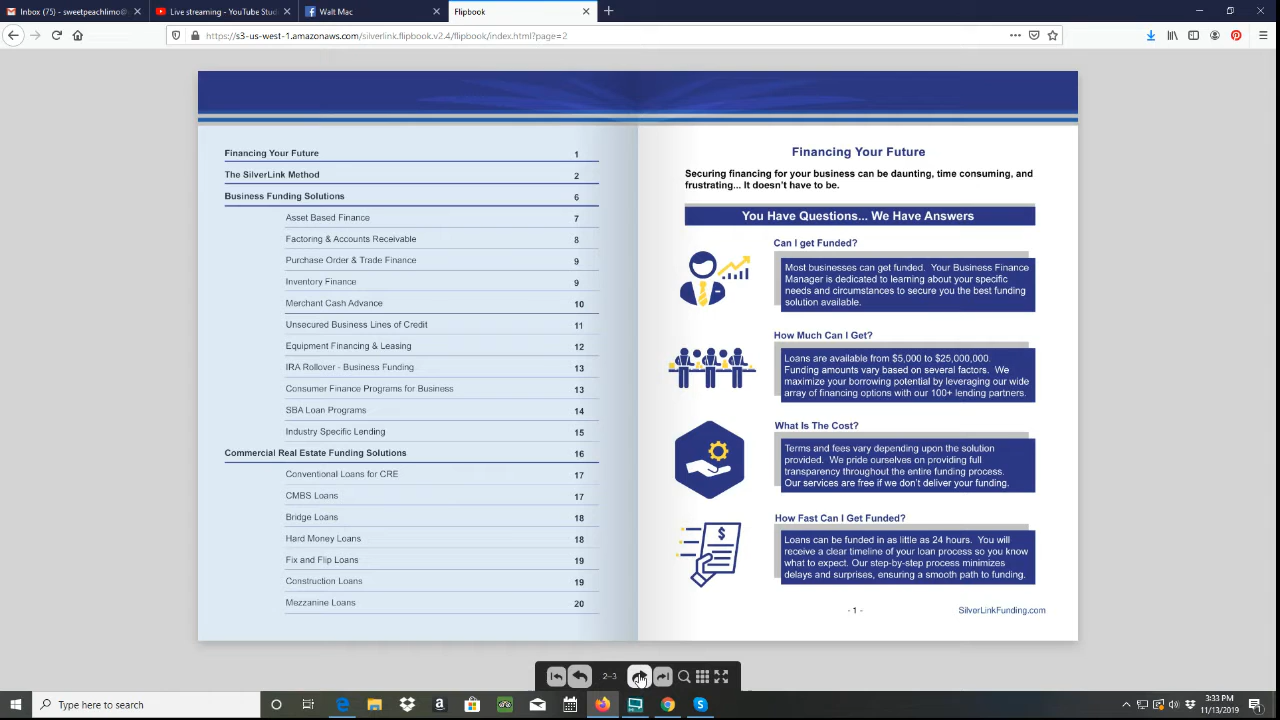 Inbox (75) - sweetpeachlimo@
Live streaming - YouTube Stud
Walt Mac
Flipbook
https://s3-us-west-1.amazonaws.com/silverlink.flipbook.v2.4/flipbook/index.html?page=2
Financing Your Future 1
The SilverLink Method 2
Business Funding Solutions 6
Asset Based Finance 7
Factoring & Accounts Receivable 8
Purchase Order & Trade Finance 9
Inventory Finance 9
Merchant Cash Advance 10
Unsecured Business Lines of Credit 11
Equipment Financing & Leasing 12
IRA Rollover - Business Funding 13
Consumer Finance Programs for Business 13
SBA Loan Programs 14
Industry Specific Lending 15
Commercial Real Estate Funding Solutions 16
Conventional Loans for CRE 17
CMBS Loans 17
Bridge Loans 18
Hard Money Loans 18
Fix and Flip Loans 19
Construction Loans 19
Mezzanine Loans 20
Financing Your Future
Securing financing for your business can be daunting, time consuming, and
frustrating... It doesn't have to be.
You Have Questions... We Have Answers
Can I get Funded?
Most businesses can get funded. Your Business Finance
Manager is dedicated to learning about your specific
needs and circumstances to secure you the best funding
solution available.
How Much Can I Get?
Loans are available from $5,000 to $25,000,000.
Funding amounts vary based on several factors. We
maximize your borrowing potential by leveraging our wide
array of financing options with our 100+ lending partners.
What Is The Cost?
Terms and fees vary depending upon the solution
provided. We pride ourselves on providing full
transparency throughout the entire funding process.
Our services are free if we don't deliver your funding.
How Fast Can I Get Funded?
$
Loans can be funded in as little as 24 hours. You will
receive a clear timeline of your loan process so you know
what to expect. Our step-by-step process minimizes
delays and surprises, ensuring a smooth path to funding.
- 1 -
SilverLinkFunding.com
2–3
Type here to search
3:33 PM
11/13/2019